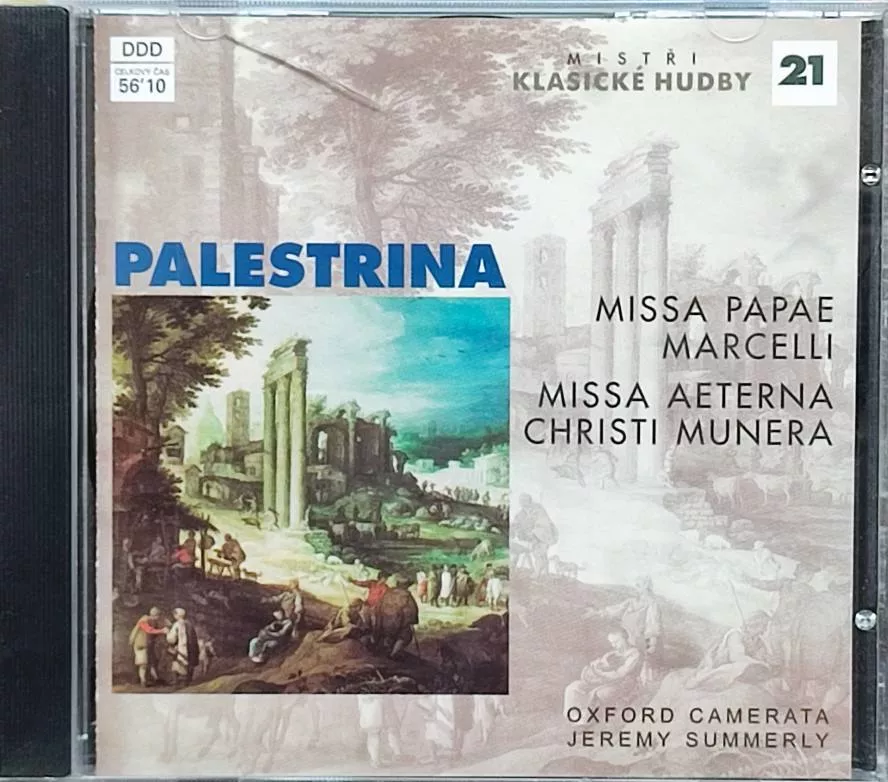 DDD
CELKOVÝ ČAS
56'10
MISTŘI
KLASICKÉ HUDBY
21
PALESTRINA
MISSA PAPAE
MARCELLI
MISSA AETERNA
CHRISTI MUNERA
OXFORD CAMERATA
JEREMY SUMMERLY